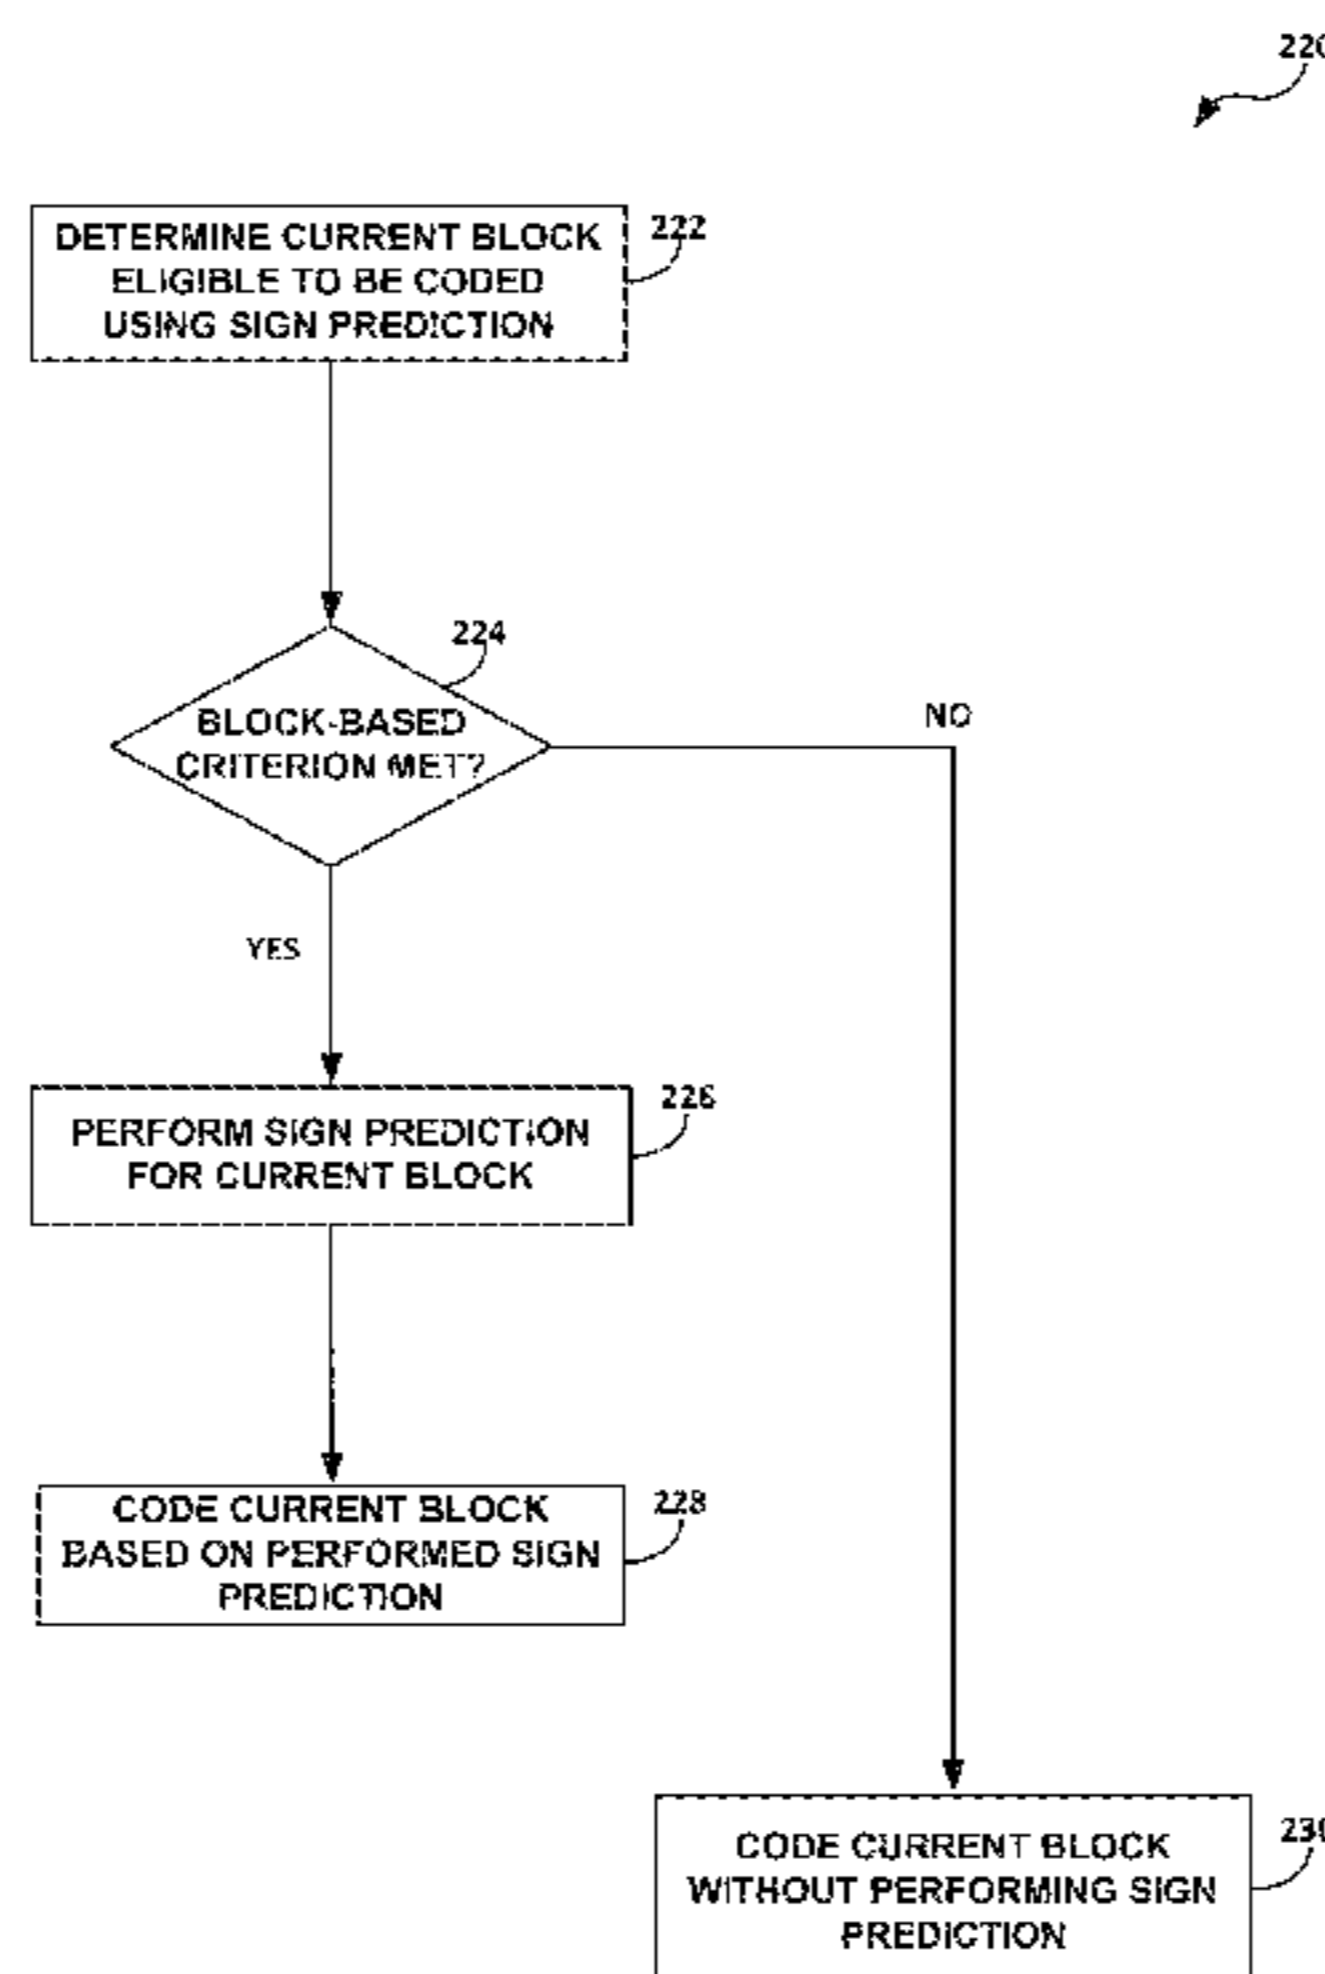 220
DETERMINE CURRENT BLOCK
ELIGIBLE TO BE CODED
USING SIGN PREDICTION
222
224
BLOCK-BASED
CRITERION MET?
NO
YES
PERFORM SIGN PREDICTION
FOR CURRENT BLOCK
226
CODE CURRENT BLOCK
BASED ON PERFORMED SIGN
PREDICTION
228
CODE CURRENT BLOCK
WITHOUT PERFORMING SIGN
PREDICTION
230